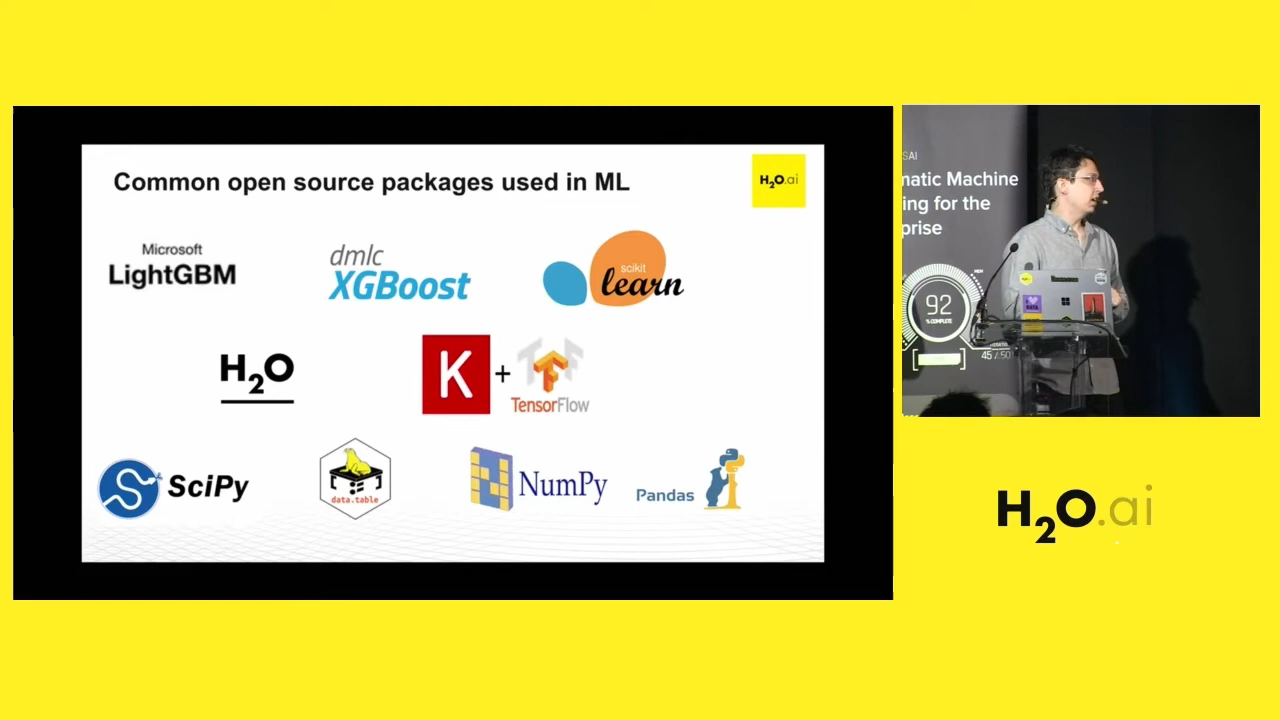 Common open source packages used in ML
H2O.ai
Microsoft
LightGBM
dmlc
XGBoost
scikit
learn
H2O
K
+
TensorFlow
SciPy
data.table
NumPy
Pandas
matic Machine
ing for the
prise
92
% COMPLETE
45 / 50
H2O.ai